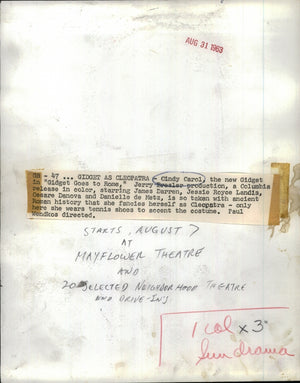 AUG 31 1963
GR - 47 ... GIDGET AS CLEOPATRA - Cindy Carol, the new Gidget
in "Gidget Goes to Rome," Jerry Bresler production, a Columbia
release in color, starring James Darren, Jessie Royce Landis,
Cesare Danova and Danielle de Metz, is so taken with ancient
Roman history that she fancies herself as Cleopatra - only
here she wears tennis shoes to accent the costume. Paul
Wendkos directed.
STARTS, AUGUST 7
AT
MAYFLOWER THEATRE
AND
20 SELECTED NEIGHBORHOOD THEATRE
AND DRIVE-INS
1 Col x 3"
Sun drama